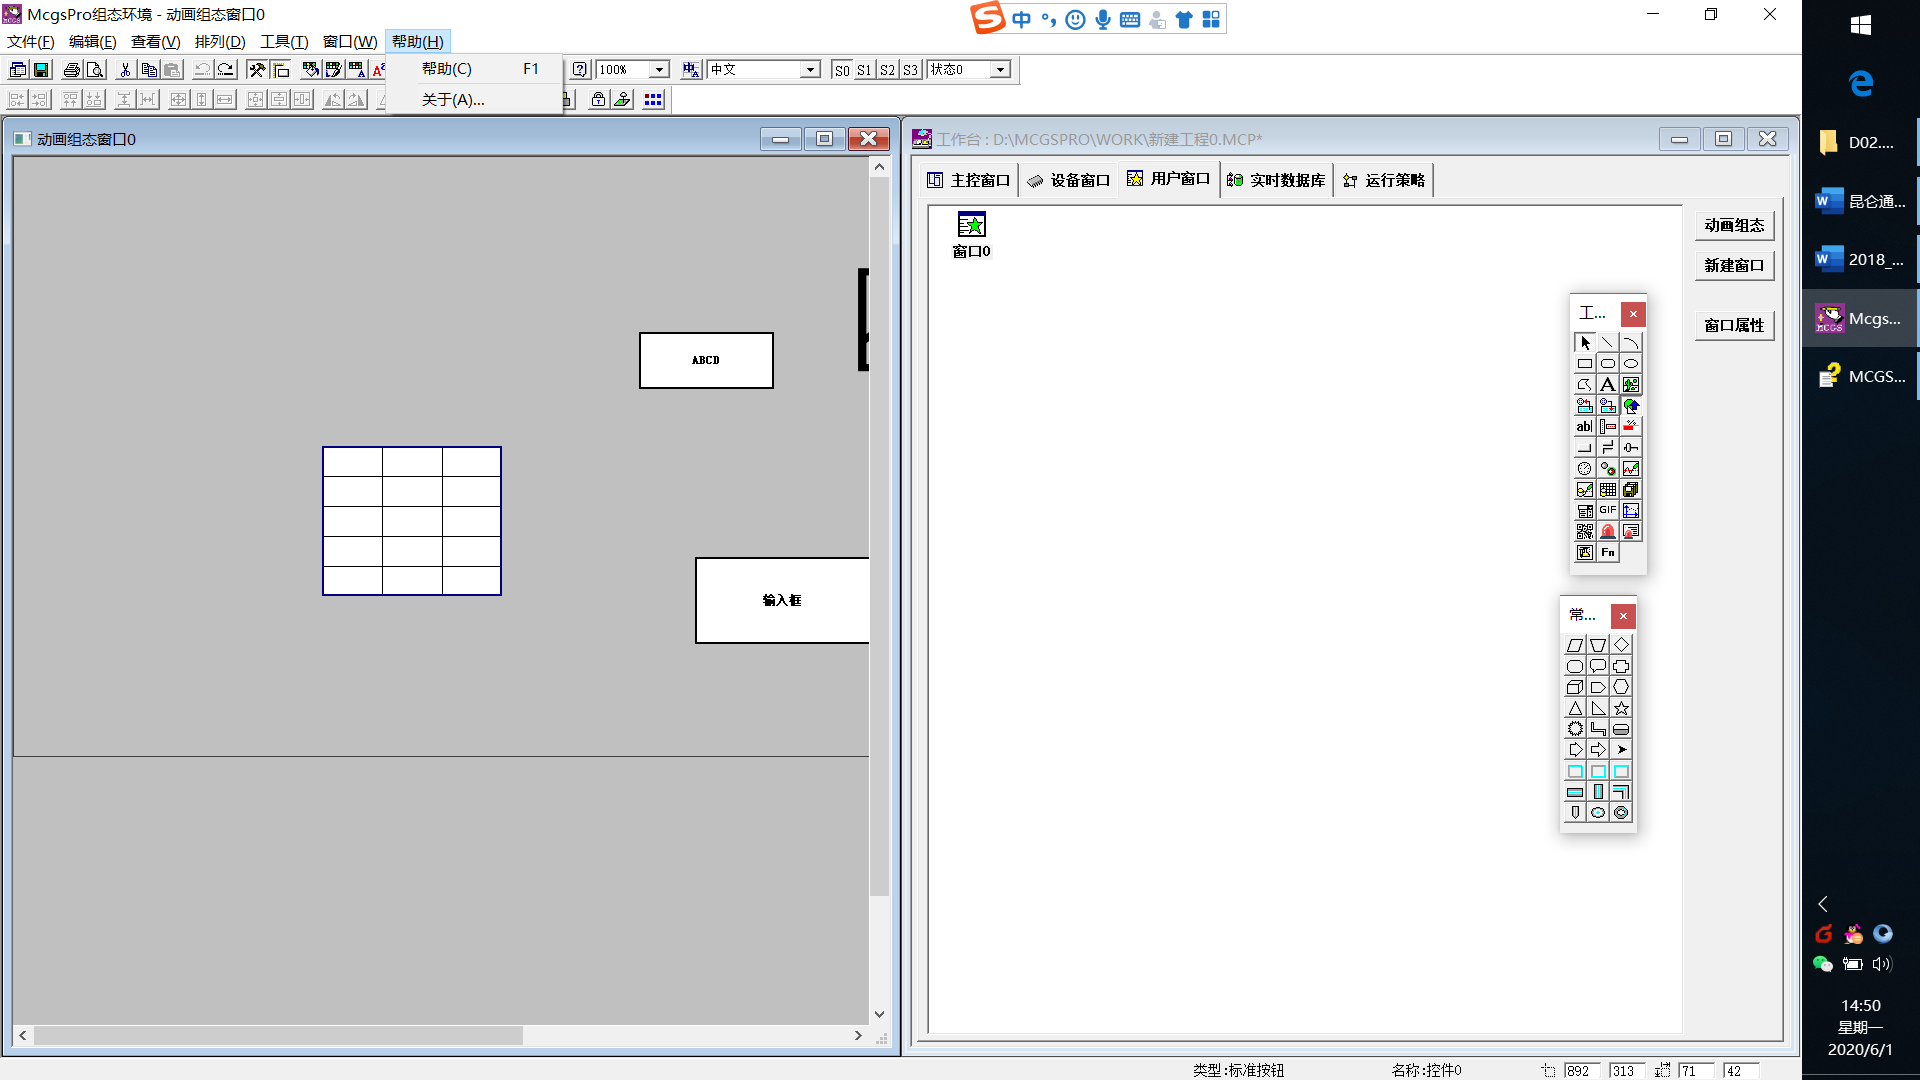 McgsPro组态环境 - 动画组态窗口0
中
文件(F) 编辑(E) 查看(V) 排列(D) 工具(T) 窗口(W) 帮助(H)
帮助(C) F1
关于(A)...
100% 中文 S0 S1 S2 S3 状态0
动画组态窗口0
ABCD
输入框
工作台 : D:\MCGSPRO\WORK\新建工程0.MCP*
主控窗口 设备窗口 用户窗口 实时数据库 运行策略
窗口0
动画组态
新建窗口
窗口属性
工...
A
ab|
GIF
Fn
常...
D02....
昆仑通...
2018_...
Mcgs...
MCGS...
14:50
星期一
2020/6/1
类型:标准按钮 名称:控件0 892 313 71 42